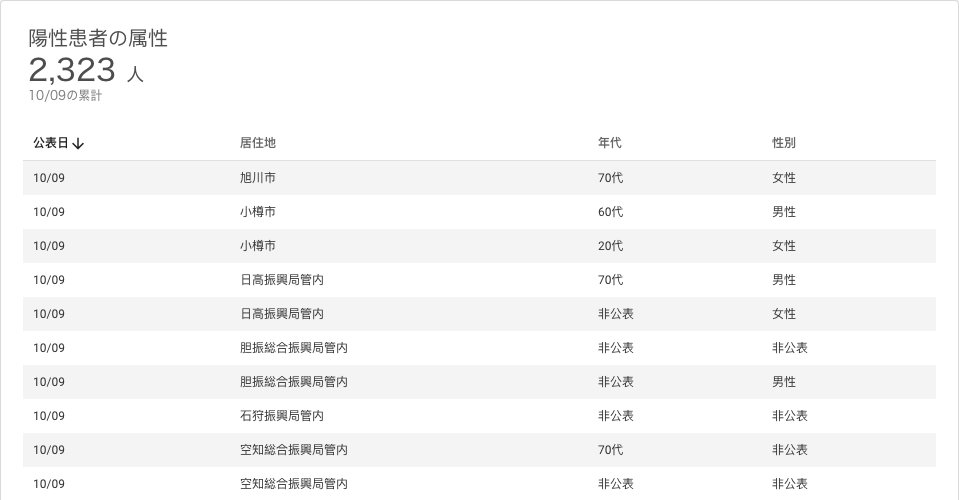 陽性患者の属性
2,323 人
10/09の累計
公表日↓ 居住地 年代 性別
10/09 旭川市 70代 女性
10/09 小樽市 60代 男性
10/09 小樽市 20代 女性
10/09 日高振興局管内 70代 男性
10/09 日高振興局管内 非公表 女性
10/09 胆振総合振興局管内 非公表 非公表
10/09 胆振総合振興局管内 非公表 男性
10/09 石狩振興局管内 非公表 非公表
10/09 空知総合振興局管内 70代 非公表
10/09 空知総合振興局管内 非公表 非公表